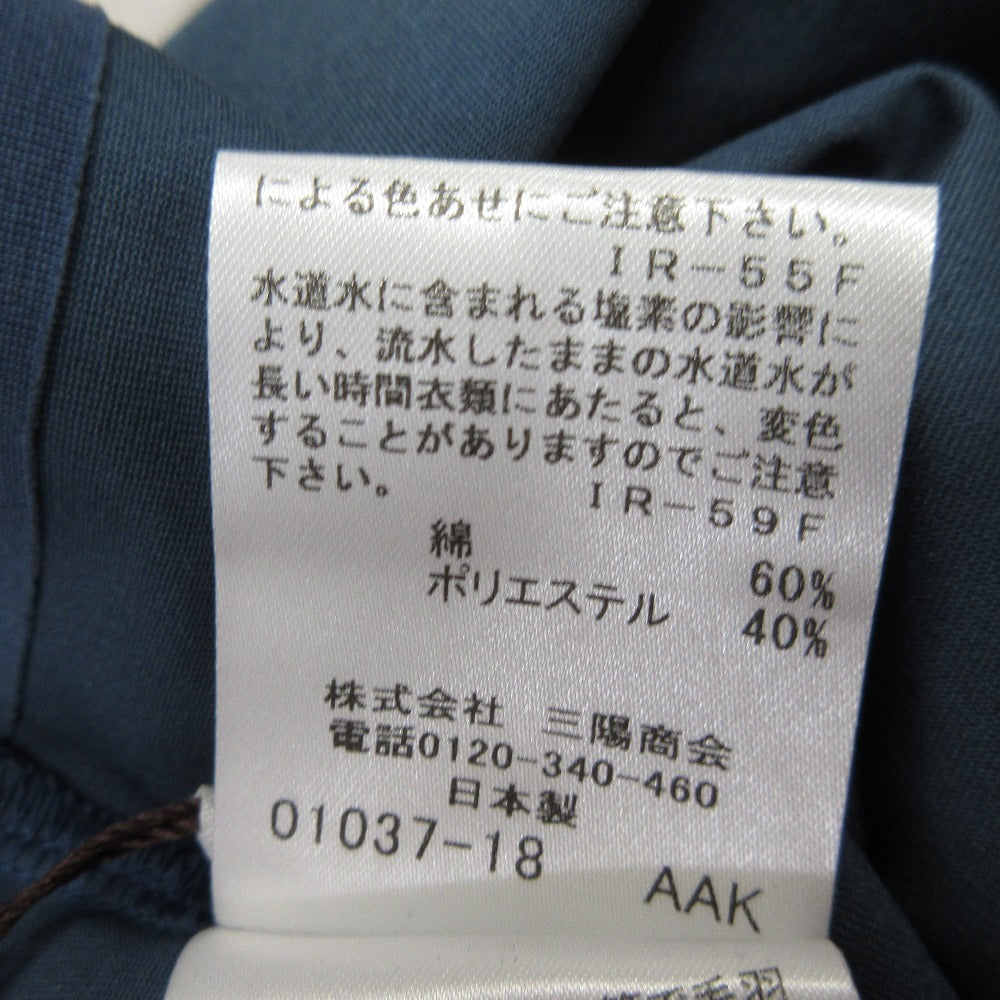 による色あせにご注意下さい。
IR-55F
水道水に含まれる塩素の影響に
より、流水したままの水道水が
長い時間衣類にあたると、変色
することがありますのでご注意
下さい。 IR-59F
綿 60%
ポリエステル 40%
株式会社 三陽商会
電話0120-340-460
日本製
01037-18
AAK